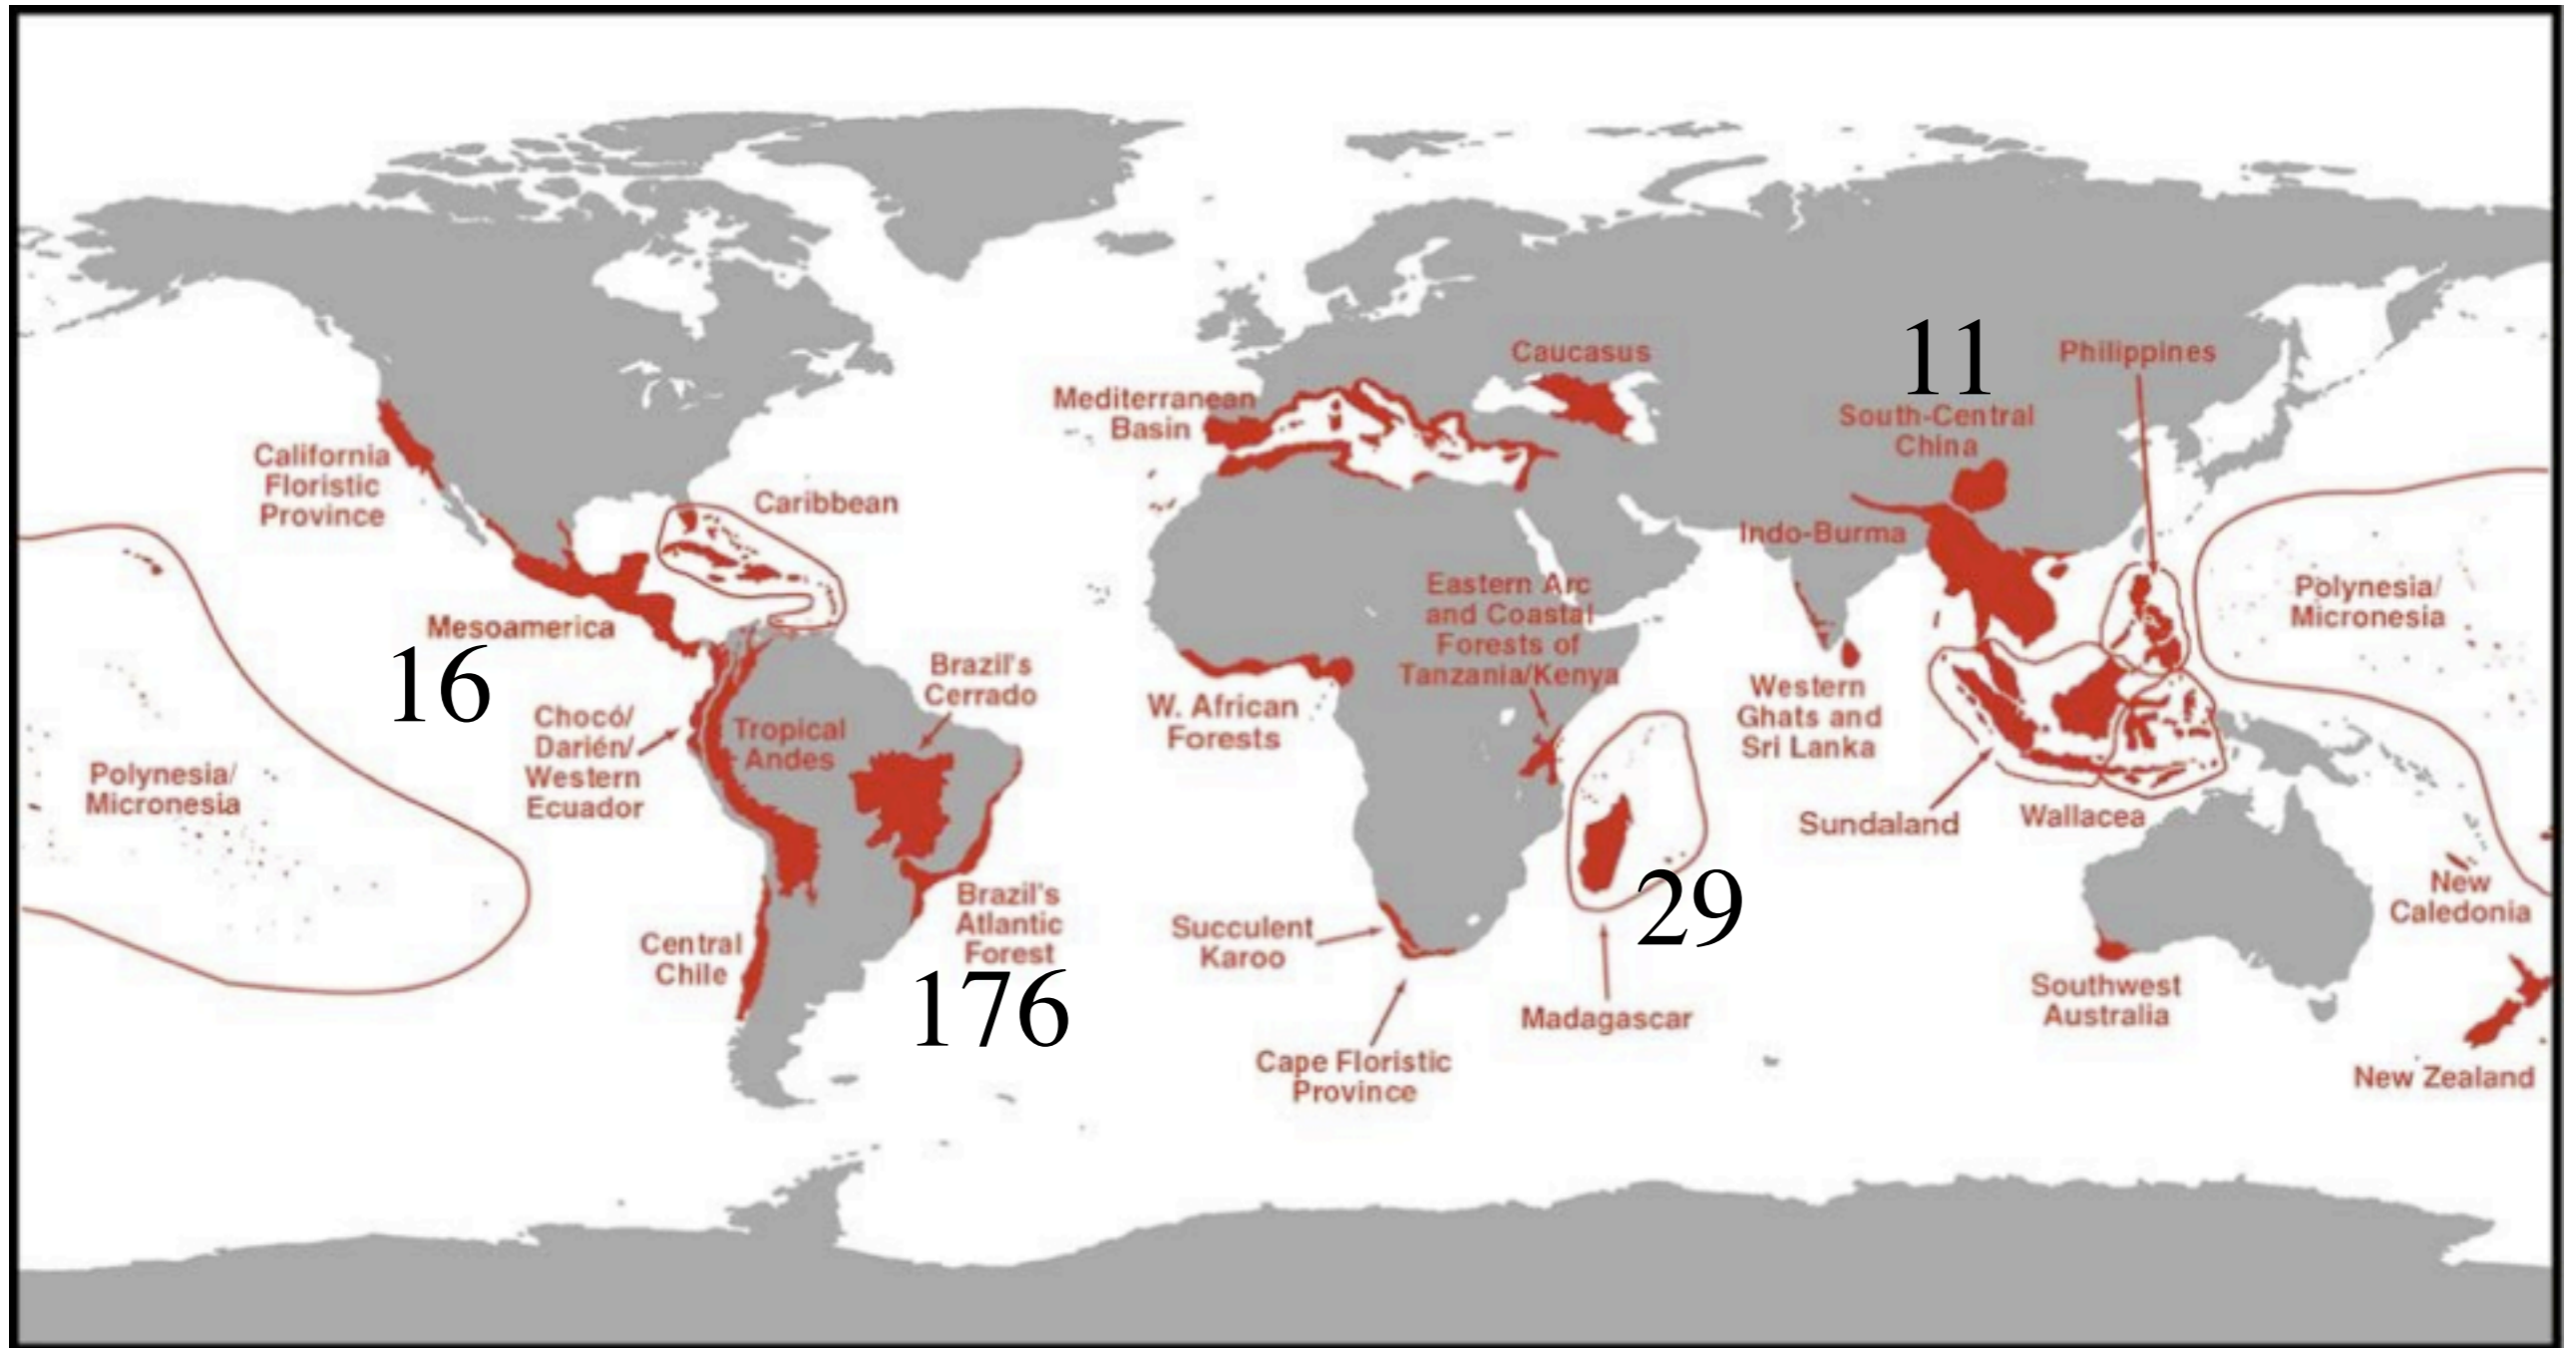 11
Caucasus
Philippines
Mediterranean
Basin
South-Central
China
California
Floristic
Province
Caribbean
Indo-Burma
Eastern Arc
and Coastal
Forests of
Tanzania/Kenya
Polynesia/
Micronesia
Mesoamerica
16
Brazil's
Cerrado
Chocó/
Darién/
Western
Ecuador
Tropical
Andes
W. African
Forests
Western
Ghats and
Sri Lanka
Polynesia/
Micronesia
Sundaland
Wallacea
29
New
Caledonia
Brazil's
Atlantic
Forest
176
Central
Chile
Succulent
Karoo
Madagascar
Southwest
Australia
Cape Floristic
Province
New Zealand